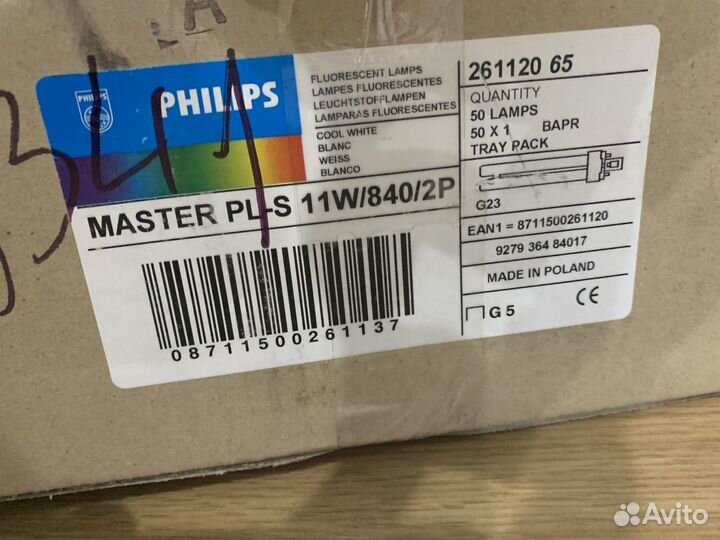 A
341
PHILIPS
FLUORESCENT LAMPS
LAMPES FLUORESCENTES
LEUCHTSTOFLAMPEN
LAMPARAS FLUORESCENTES
COOL WHITE
BLANC
WEISS
BLANCO
MASTER PL-S 11W/840/2P
08711500261137
261120 65
QUANTITY
50 LAMPS
50 X 1 BAPR
TRAY PACK
G23
EAN1 = 8711500261120
9279 364 84017
MADE IN POLAND
CE
G 5
Avito